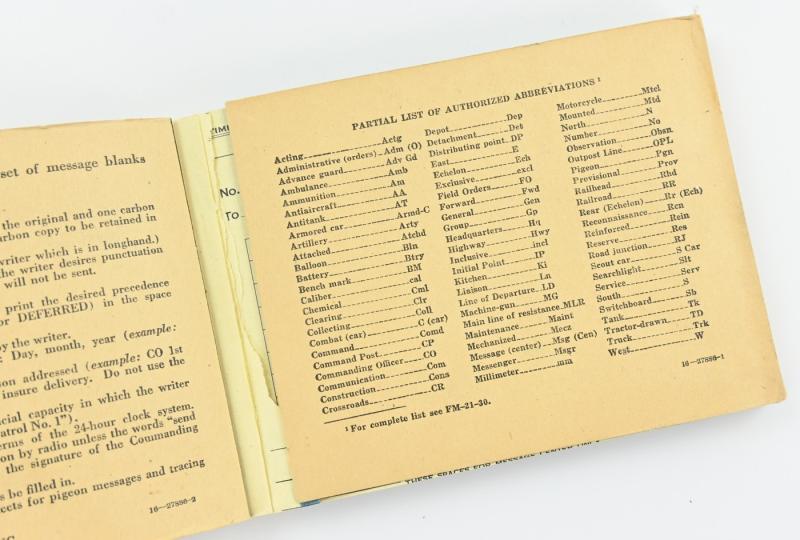 set of message blanks
the original and one carbon
arbon copy to be retained in
writer which is in longhand.)
the writer desires punctuation
will not be sent.
print the desired precedence
or DEFERRED) in the space
by the writer.
: Day, month, year (example:
on addressed (example: CO 1st
insure delivery. Do not use the
cial capacity in which the writer
atrol No. 1").
erms of the 24-hour clock system.
on by radio unless the words "send
the signature of the Commanding
s be filled in.
ects for pigeon messages and tracing
16—27886-2
No.
To
PARTIAL LIST OF AUTHORIZED ABBREVIATIONS ¹
Acting Actg
Administrative (orders) Adm (O)
Advance guard Adv Gd
Ambulance Amb
Ammunition Am
Antiaircraft AA
Antitank AT
Armored car Armd-C
Artillery Arty
Attached Atchd
Balloon Bln
Battery Btry
Bench mark BM
Caliber cal
Chemical Cml
Clearing Clr
Collecting Coll
Combat (car) C (car)
Command Comd
Command Post CP
Commanding Officer CO
Communication Com
Construction Cons
Crossroads CR
Depot Dep
Detachment Det
Distributing point DP
East E
Echelon Ech
Exclusive excl
Field Orders FO
Forward Fwd
General Gen
Group Gp
Headquarters Hq
Highway Hwy
Inclusive incl
Initial Point IP
Kitchen Ki
Liaison Ln
Line of Departure LD
Machine-gun MG
Main line of resistance MLR
Maintenance Maint
Mechanized Mecz
Message (center) Msg (Cen)
Messenger Msgr
Millimeter mm
Motorcycle Mtcl
Mounted Mtd
North N
Number No
Observation Obsn
Outpost Line OPL
Pigeon Pgn
Provisional Prov
Railhead Rhd
Railroad RR
Rear (Echelon) Rr (Ech)
Reconnaissance Rcn
Reinforced Rein
Reserve Res
Road junction RJ
Scout car S Car
Searchlight Slt
Service Serv
South S
Switchboard Sb
Tank Tk
Tractor-drawn TD
Truck Trk
West W
16—27886-1
¹ For complete list see FM-21-30.
THESE SPACES FOR MESSAGE CENTER